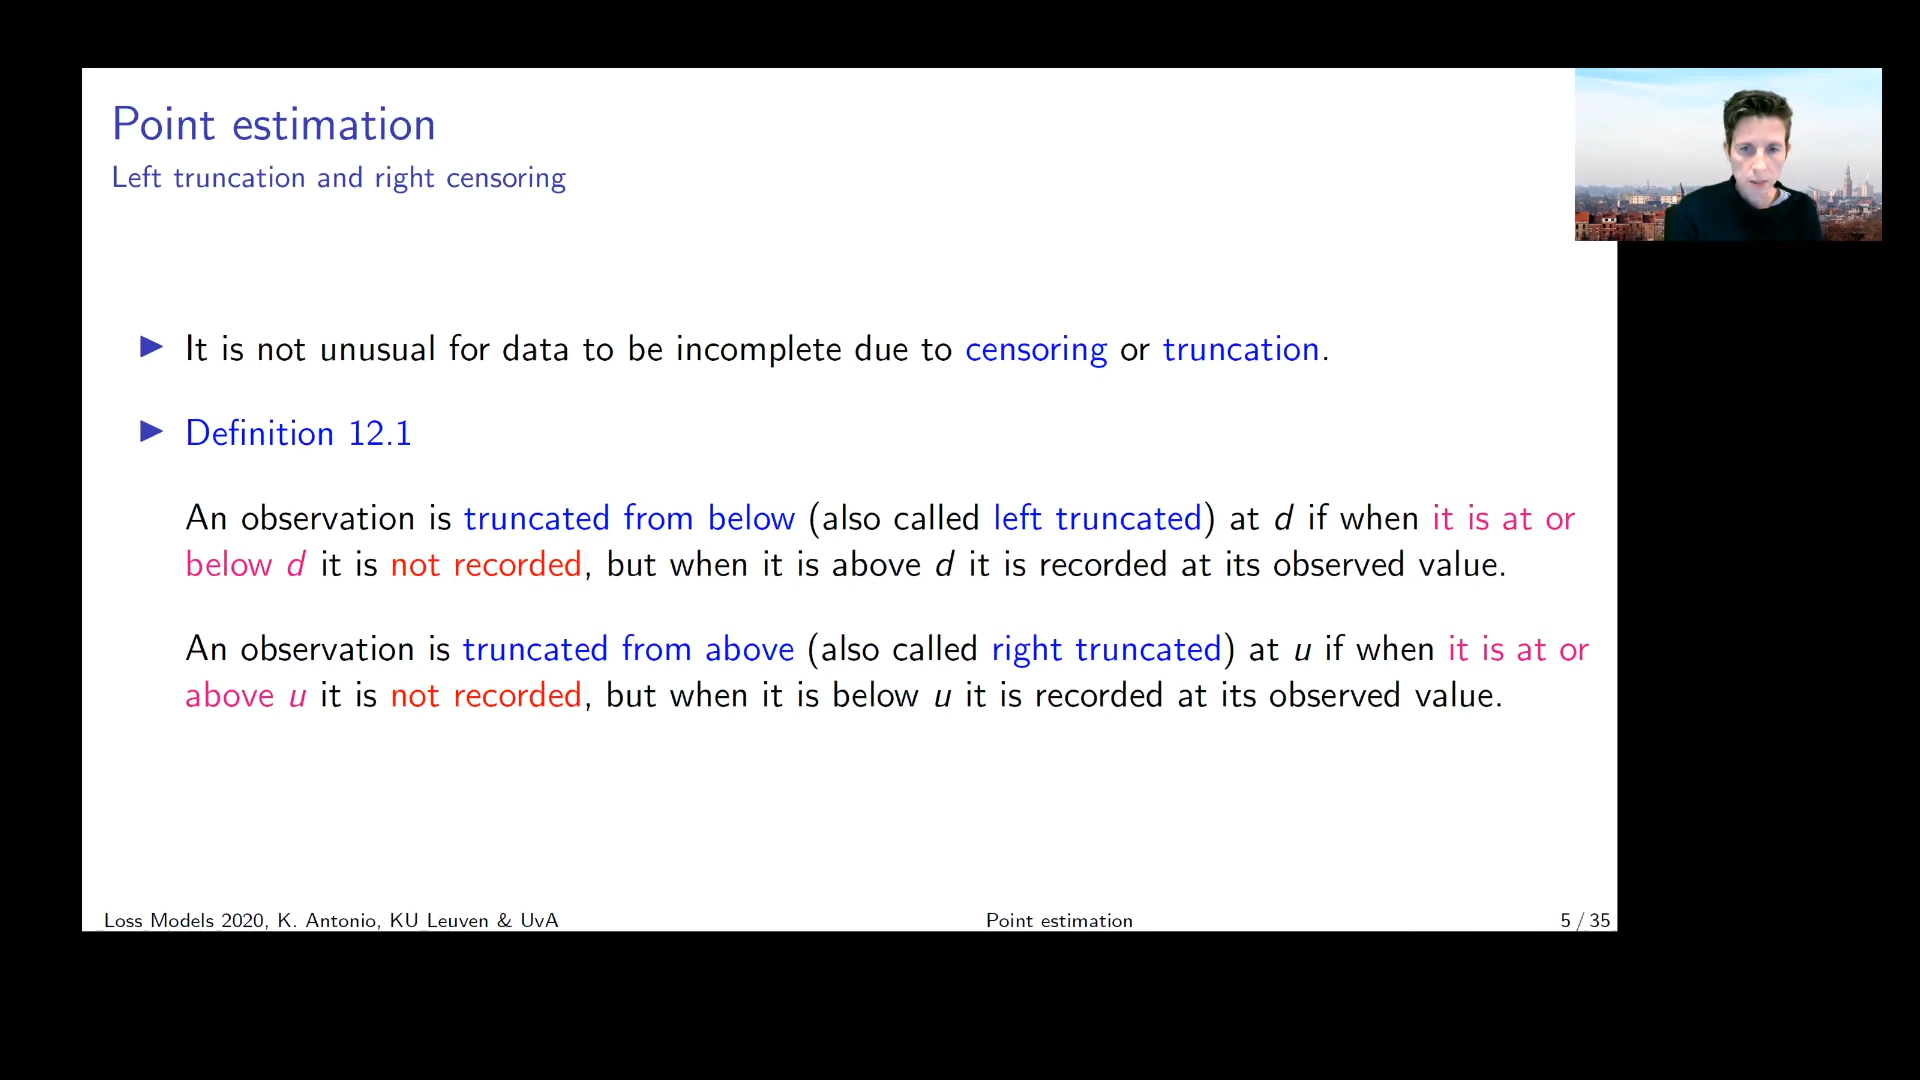 Point estimation
Left truncation and right censoring
▶ It is not unusual for data to be incomplete due to censoring or truncation.
▶ Definition 12.1
An observation is truncated from below (also called left truncated) at d if when it is at or
below d it is not recorded, but when it is above d it is recorded at its observed value.
An observation is truncated from above (also called right truncated) at u if when it is at or
above u it is not recorded, but when it is below u it is recorded at its observed value.
Loss Models 2020, K. Antonio, KU Leuven & UvA
Point estimation
5 / 35